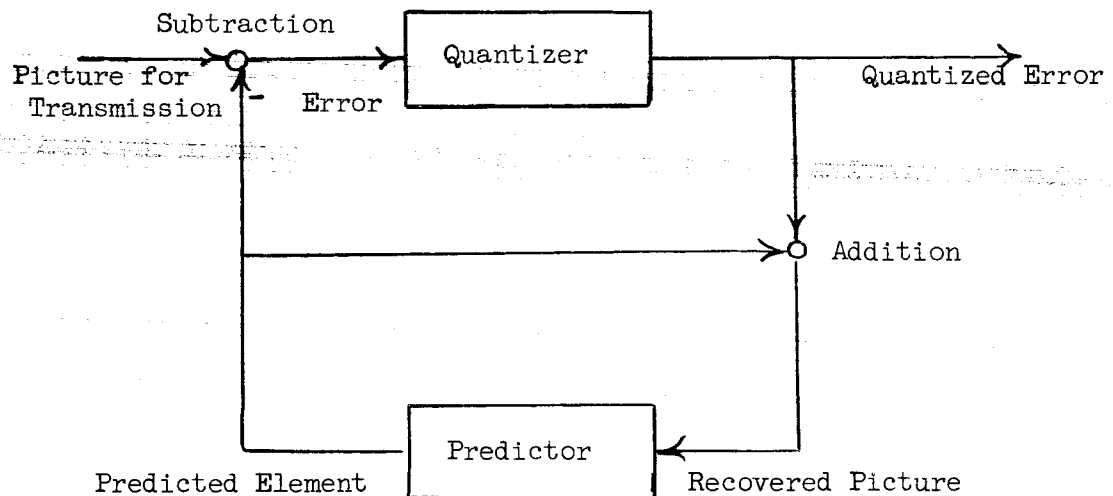 Subtraction
Quantizer
Picture for
Transmission
-
Error
Quantized Error
Addition
Predictor
Predicted Element
Recovered Picture